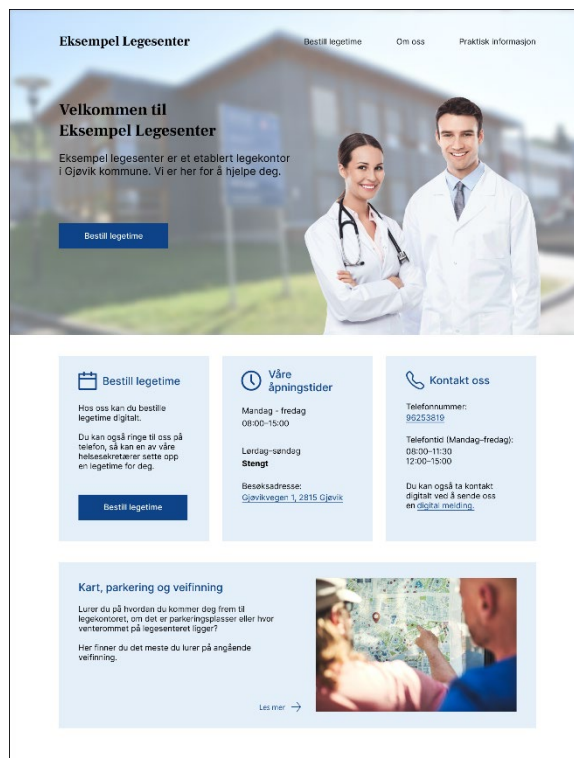 Eksempel Legesenter
Bestill legetime
Om oss
Praktisk informasjon
Velkommen til
Eksempel Legesenter
Eksempel legesenter er et etablert legekontor
i Gjøvik kommune. Vi er her for å hjelpe deg.
Bestill legetime
Bestill legetime
Hos oss kan du bestille
legetime digitalt.
Du kan også ringe til oss på
telefon, så kan en av våre
helsesekretærer sette opp
en legetime for deg.
Bestill legetime
Våre
åpningstider
Mandag - fredag
08:00–15:00
Lørdag–søndag
Stengt
Besøksadresse:
Gjøvikvegen 1, 2815 Gjøvik
Kontakt oss
Telefonnummer:
96253819
Telefontid (Mandag–fredag):
08:00–11:30
12:00–15:00
Du kan også ta kontakt
digitalt ved å sende oss
en digital melding.
Kart, parkering og veifinning
Lurer du på hvordan du kommer deg frem til
legekontoret, om det er parkeringsplasser eller hvor
venterommet på legesenteret ligger?
Her finner du det meste du lurer på angående
veifinning.
Les mer